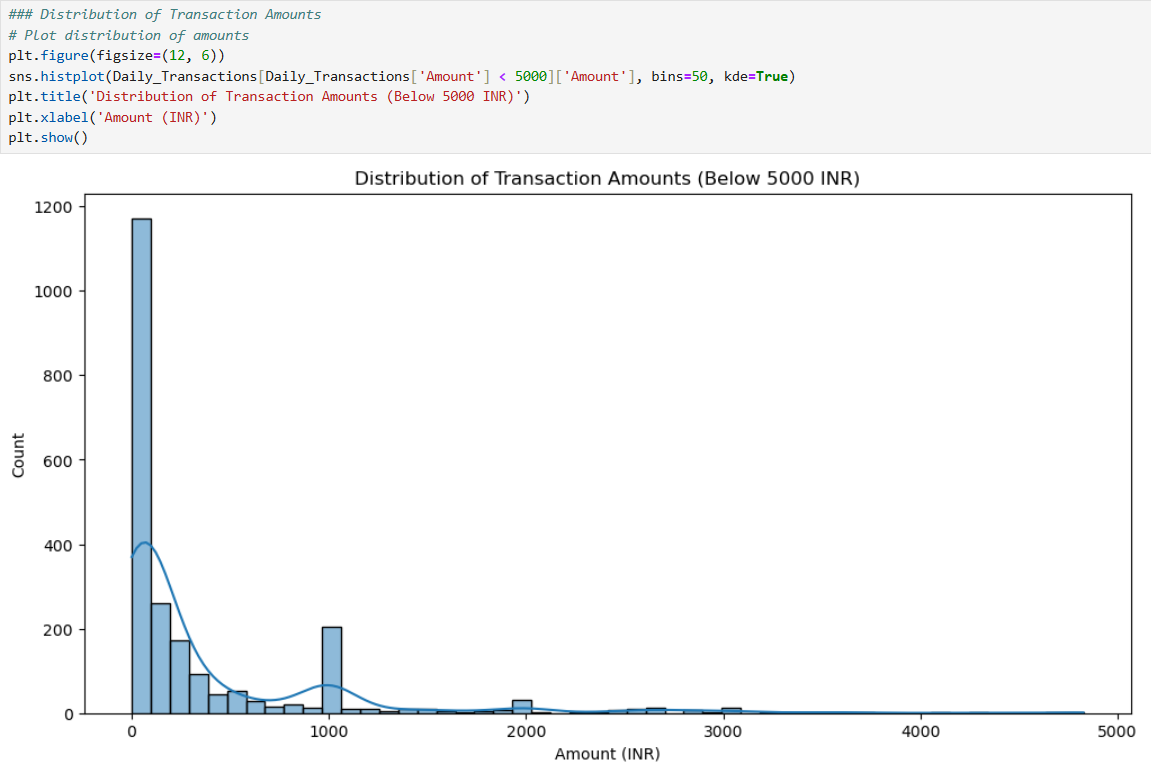 ### Distribution of Transaction Amounts
# Plot distribution of amounts
plt.figure(figsize=(12, 6))
sns.histplot(Daily_Transactions[Daily_Transactions['Amount'] < 5000]['Amount'], bins=50, kde=True)
plt.title('Distribution of Transaction Amounts (Below 5000 INR)')
plt.xlabel('Amount (INR)')
plt.show()
Distribution of Transaction Amounts (Below 5000 INR)
1200
1000
800
600
400
200
0
Count
0 1000 2000 3000 4000 5000
Amount (INR)